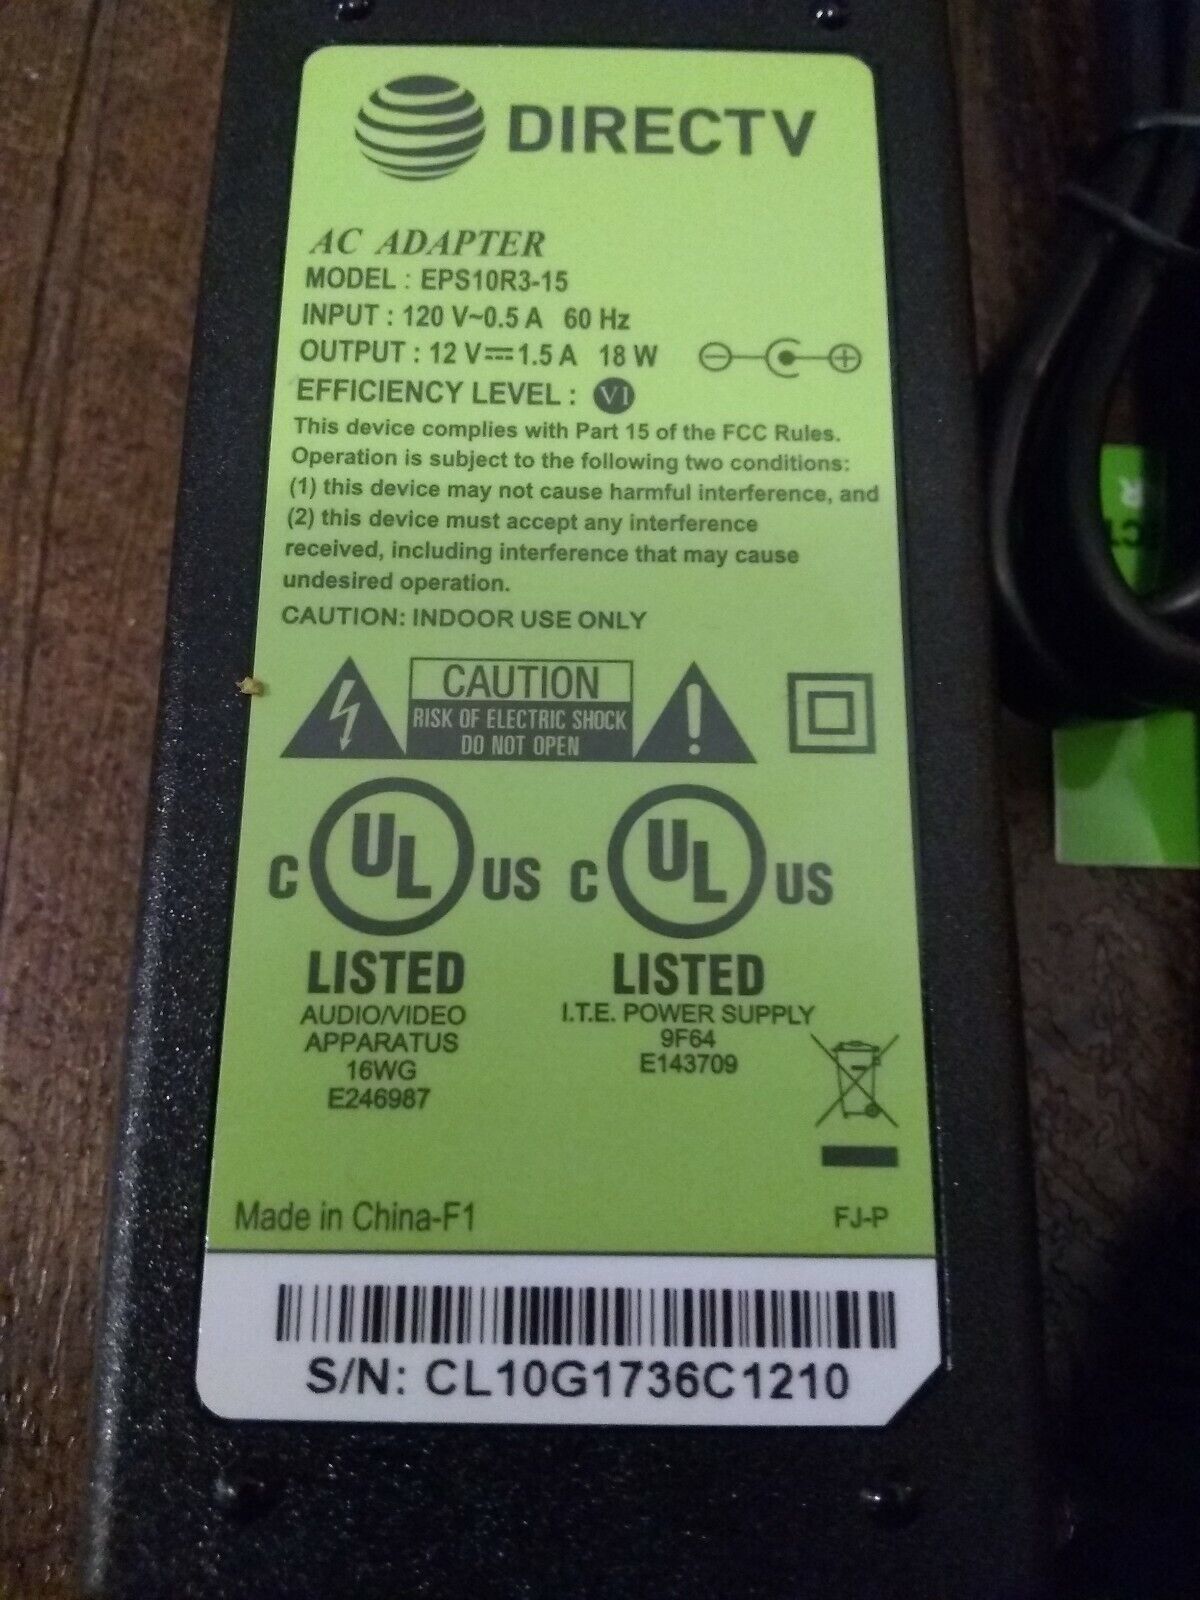 DIRECTV
AC ADAPTER
MODEL : EPS10R3-15
INPUT : 120 V~0.5 A 60 Hz
OUTPUT : 12 V⎓1.5 A 18 W
EFFICIENCY LEVEL : VI
This device complies with Part 15 of the FCC Rules.
Operation is subject to the following two conditions:
(1) this device may not cause harmful interference, and
(2) this device must accept any interference
received, including interference that may cause
undesired operation.
CAUTION: INDOOR USE ONLY
CAUTION
RISK OF ELECTRIC SHOCK
DO NOT OPEN
C UL US
LISTED
AUDIO/VIDEO
APPARATUS
16WG
E246987
C UL US
LISTED
I.T.E. POWER SUPPLY
9F64
E143709
Made in China-F1
FJ-P
S/N: CL10G1736C1210